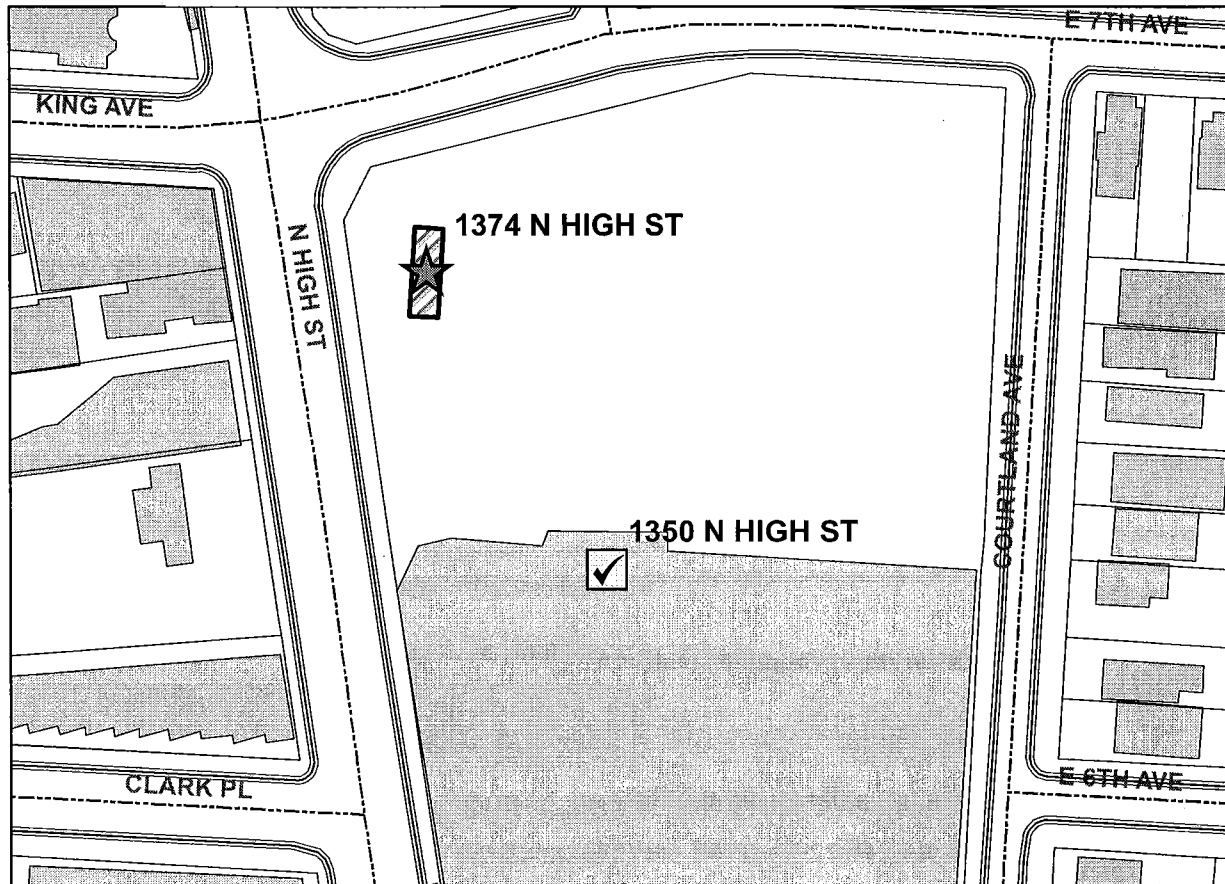 E 7TH AVE
KING AVE
1374 N HIGH ST
N HIGH ST
COURTLAND AVE
1350 N HIGH ST
CLARK PL
E 6TH AVE